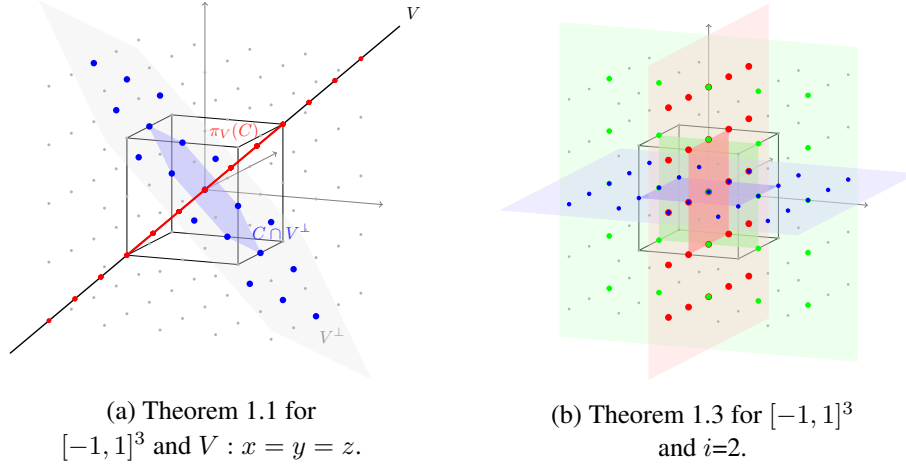 V
π_V(C)
C ∩ V^⊥
V^⊥
(a) Theorem 1.1 for
[−1, 1]^3 and V : x = y = z.
(b) Theorem 1.3 for [−1, 1]^3
and i=2.